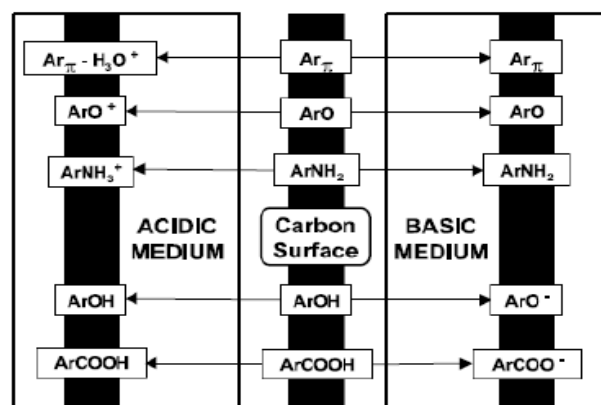 Arπ - H₃O⁺ Arπ Arπ
ArO⁺ ArO ArO
ArNH₃⁺ ArNH₂ ArNH₂
ACIDIC MEDIUM
Carbon Surface
BASIC MEDIUM
ArOH ArOH ArO⁻
ArCOOH ArCOOH ArCOO⁻